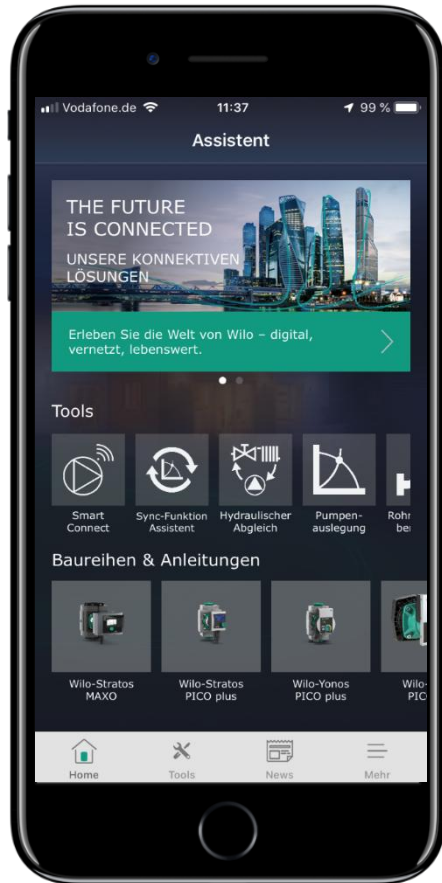 Vodafone.de 11:37 99 %
Assistent
THE FUTURE
IS CONNECTED
UNSERE KONNEKTIVEN
LÖSUNGEN
Erleben Sie die Welt von Wilo – digital,
vernetzt, lebenswert.
Tools
Smart
Connect
Sync-Funktion
Assistent
Hydraulischer
Abgleich
Pumpen-
auslegung
Baureihen & Anleitungen
Wilo-Stratos
MAXO
Wilo-Stratos
PICO plus
Wilo-Yonos
PICO plus
Wilo-
PIC
Home Tools News Mehr